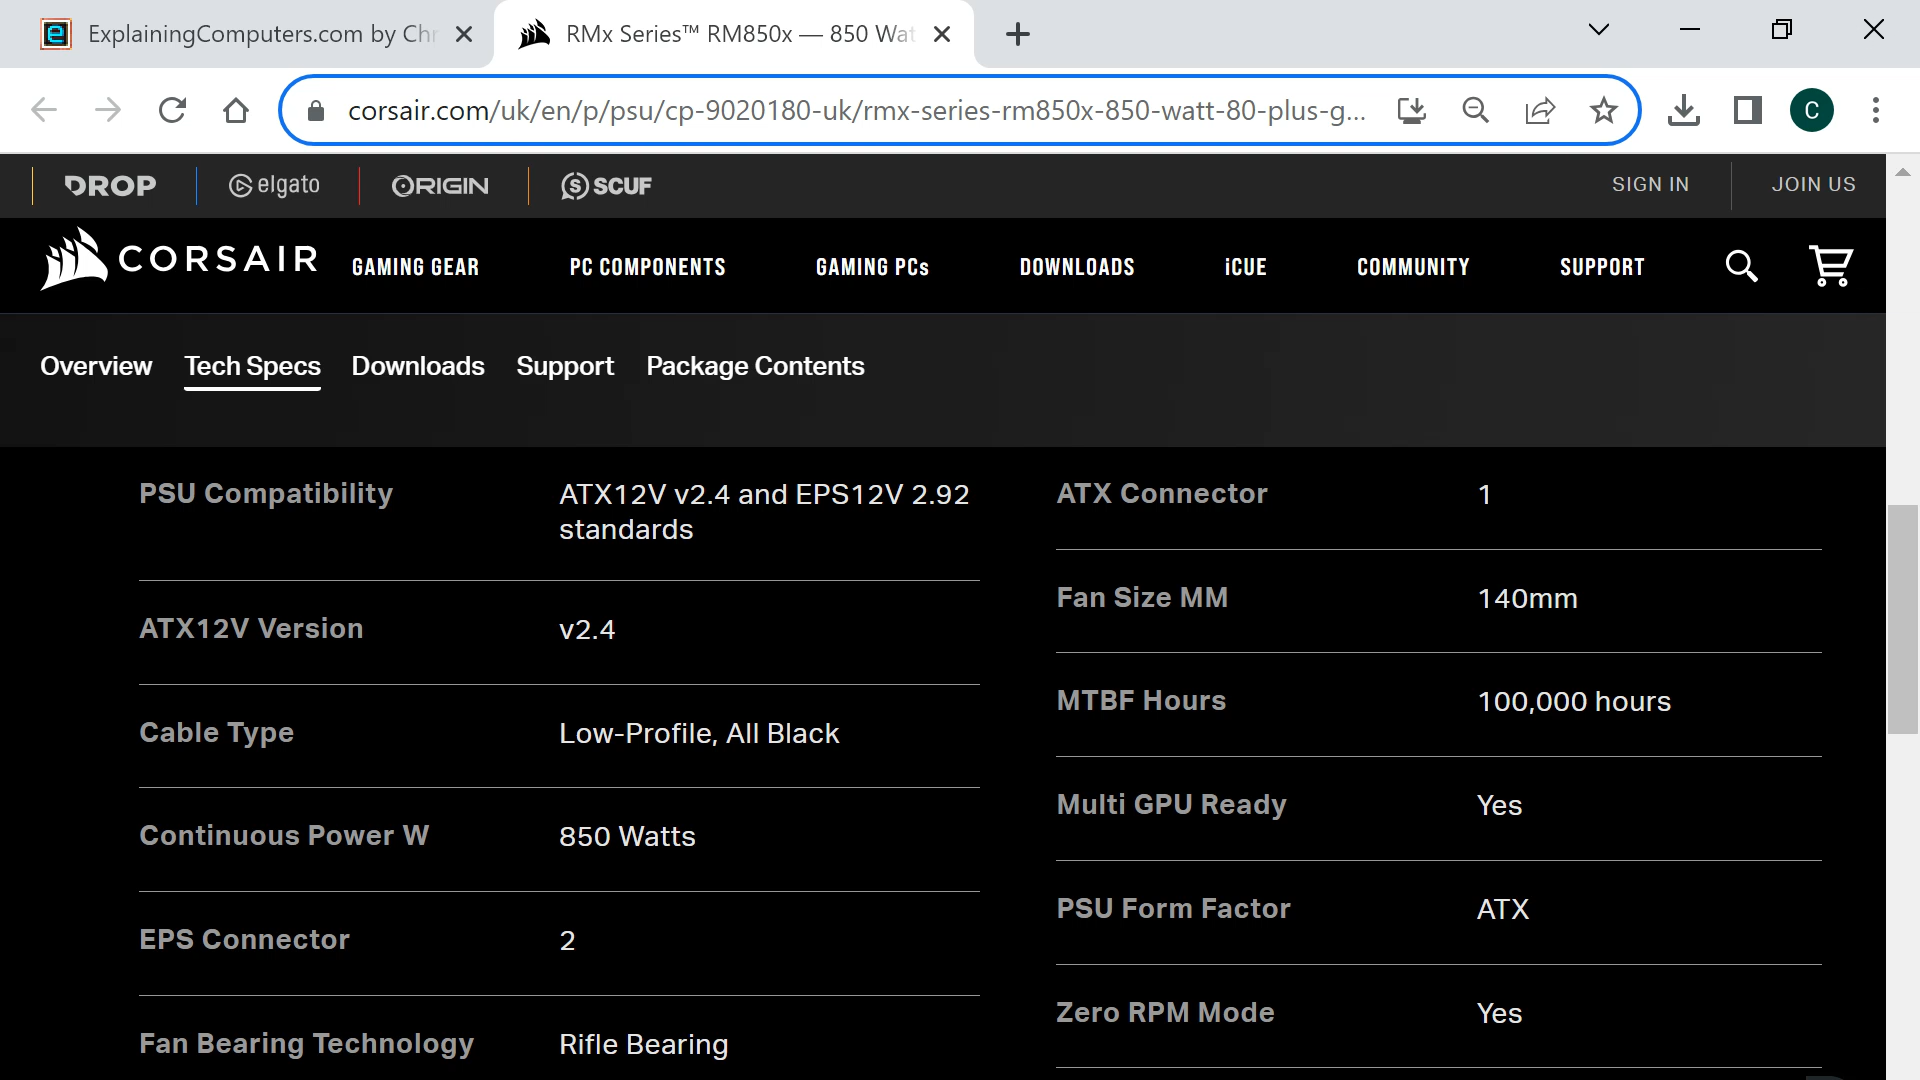 ExplainingComputers.com by Chr
RMx Series™ RM850x — 850 Wat
corsair.com/uk/en/p/psu/cp-9020180-uk/rmx-series-rm850x-850-watt-80-plus-g...
C
DROP
elgato
ORIGIN
SCUF
SIGN IN
JOIN US
CORSAIR
GAMING GEAR
PC COMPONENTS
GAMING PCs
DOWNLOADS
iCUE
COMMUNITY
SUPPORT
Overview
Tech Specs
Downloads
Support
Package Contents
PSU Compatibility
ATX12V v2.4 and EPS12V 2.92
standards
ATX12V Version
v2.4
Cable Type
Low-Profile, All Black
Continuous Power W
850 Watts
EPS Connector
2
Fan Bearing Technology
Rifle Bearing
ATX Connector
1
Fan Size MM
140mm
MTBF Hours
100,000 hours
Multi GPU Ready
Yes
PSU Form Factor
ATX
Zero RPM Mode
Yes